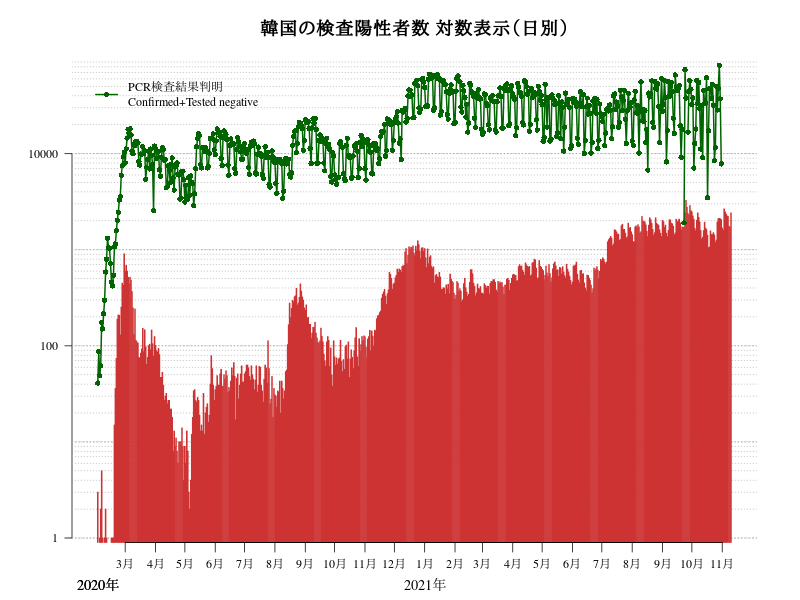 韓国の検査陽性者数 対数表示（日別）
PCR検査結果判明
Confirmed+Tested negative
10000
100
1
3月 4月 5月 6月 7月 8月 9月 10月 11月 12月 1月 2月 3月 4月 5月 6月 7月 8月 9月 10月 11月
2020年 2021年